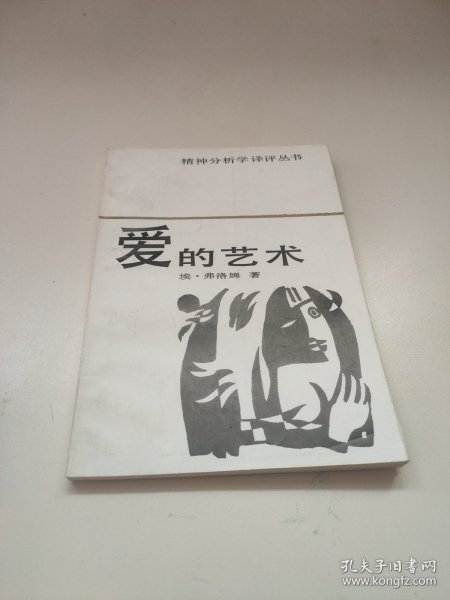 精神分析学译评丛书
爱的艺术
埃·弗洛姆 著
孔夫子旧书网
www.kongfz.com